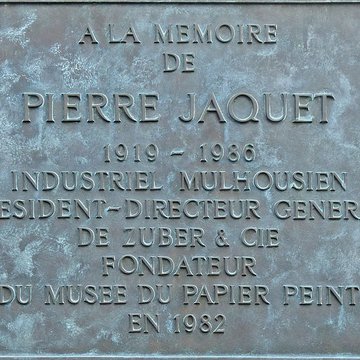 A LA MEMOIRE
DE
PIERRE JAQUET
1919 - 1986
INDUSTRIEL MULHOUSIEN
ESIDENT-DIRECTEUR GENER
DE ZUBER & CIE
FONDATEUR
DU MUSEE DU PAPIER PEINT
EN 1982